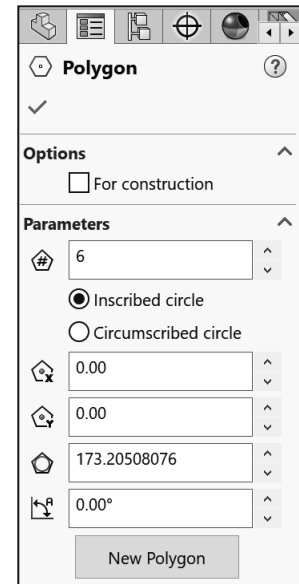 Polygon
Options
For construction
Parameters
6
Inscribed circle
Circumscribed circle
0.00
0.00
173.20508076
0.00°
New Polygon